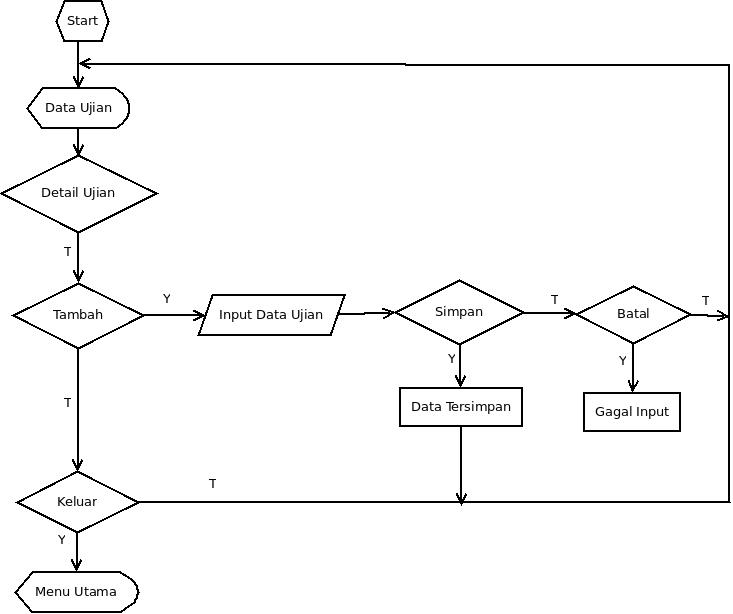 Start
Data Ujian
Detail Ujian
T
Tambah
Y
Input Data Ujian
Simpan
T
Batal
T
Y
Data Tersimpan
Y
Gagal Input
T
Keluar
T
Y
Menu Utama